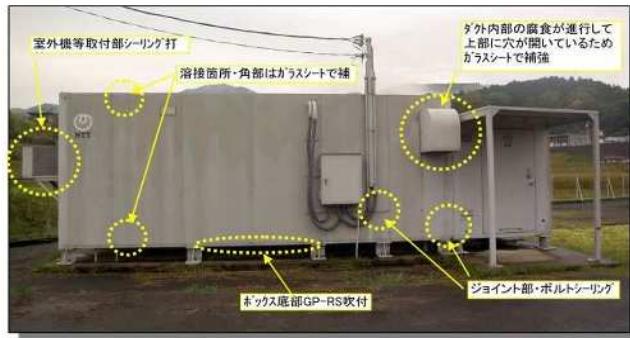 室外機等取付部ｼｰﾘﾝｸﾞ打
溶接箇所・角部はｶﾞﾗｽｼｰﾄで補
ﾀﾞｸﾄ内部の腐食が進行して
上部に穴が開いているため
ｶﾞﾗｽｼｰﾄで補強
NTT
ﾎﾞｯｸｽ底部GP-RS吹付
ｼﾞｮｲﾝﾄ部・ﾎﾞﾙﾄｼｰﾘﾝｸﾞ